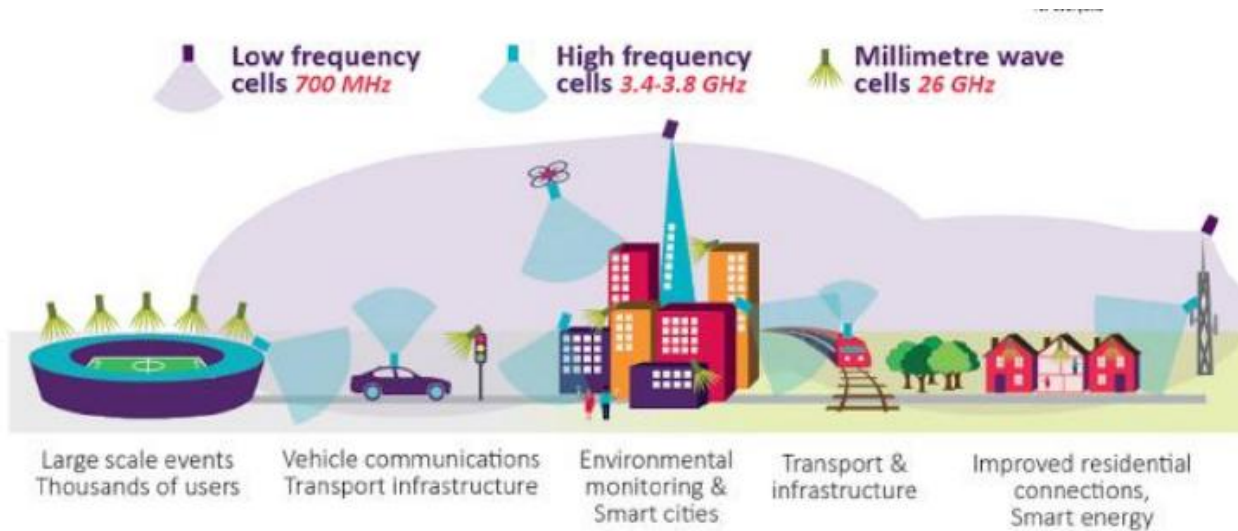 Low frequency
cells 700 MHz
High frequency
cells 3.4-3.8 GHz
Millimetre wave
cells 26 GHz
Large scale events
Thousands of users
Vehicle communications
Transport Infrastructure
Environmental
monitoring &
Smart cities
Transport &
infrastructure
Improved residential
connections,
Smart energy